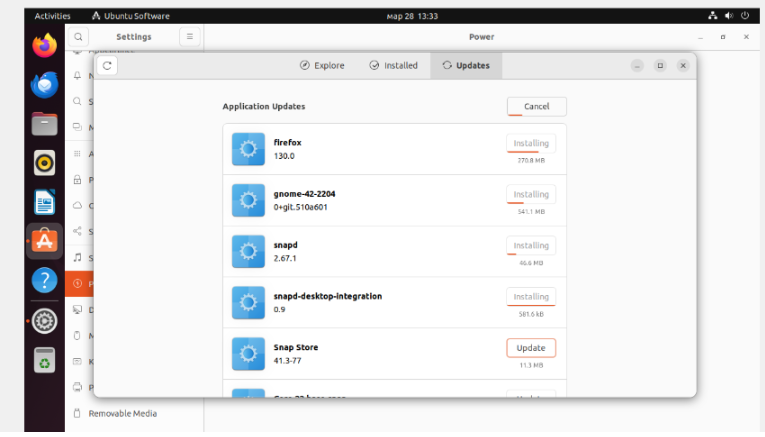 Activities
Ubuntu Software
мар 28 13:33
Settings
Power
Explore
Installed
Updates
Application Updates
Cancel
firefox
130.0
Installing
270.8 MB
gnome-42-2204
0+git.510a601
Installing
541.1 MB
snapd
2.67.1
Installing
46.6 MB
snapd-desktop-integration
0.9
Installing
581.6 kB
Snap Store
41.3-77
Update
11.3 MB
Removable Media